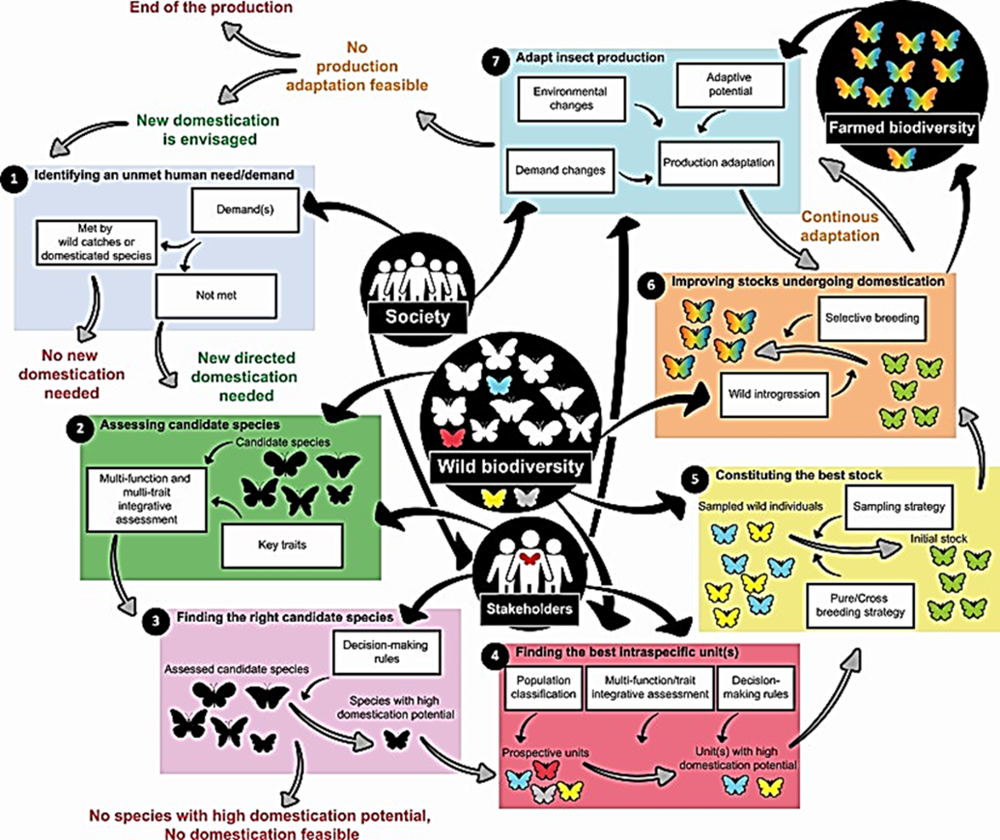 End of the production
No
production
adaptation feasible
New domestication
is envisaged
1 Identifying an unmet human need/demand
Demand(s)
Met by
wild catches or
domesticated species
Not met
No new
domestication
needed
New directed
domestication
needed
Society
7 Adapt insect production
Environmental
changes
Adaptive
potential
Demand changes
Production adaptation
Farmed biodiversity
Continous
adaptation
6 Improving stocks undergoing domestication
Selective breeding
Wild introgression
Wild biodiversity
2 Assessing candidate species
Candidate species
Multi-function and
multi-trait
integrative
assessment
Key traits
5 Constituting the best stock
Sampled wild individuals
Sampling strategy
Initial stock
Pure/Cross
breeding strategy
Stakeholders
3 Finding the right candidate species
Decision-making
rules
Assessed candidate species
Species with high
domestication potential
4 Finding the best intraspecific unit(s)
Population
classification
Multi-function/trait
integrative assessment
Decision-
making rules
Prospective units
Unit(s) with high
domestication potential
No species with high domestication potential,
No domestication feasible